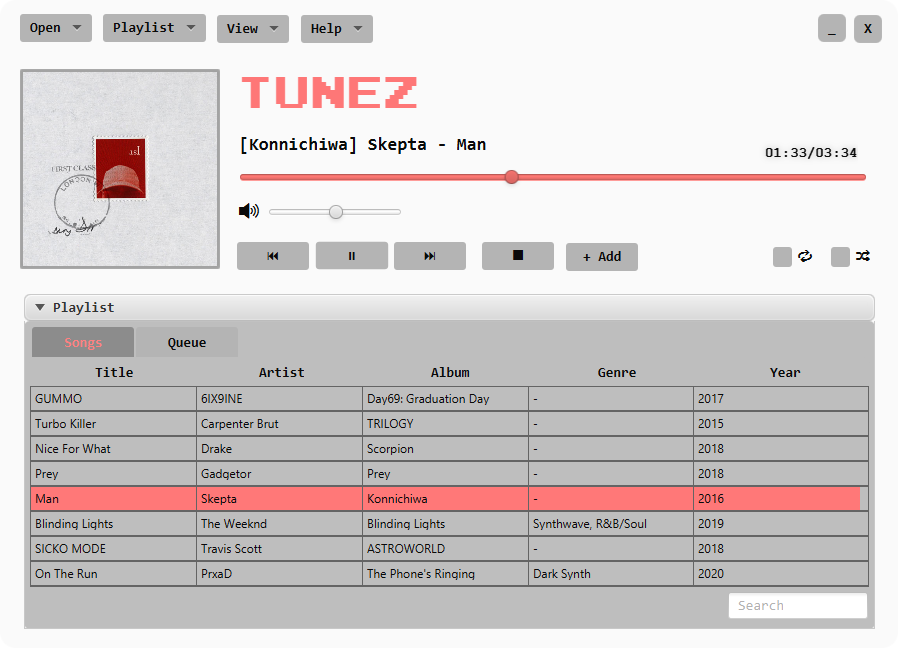 Open Playlist View Help _ X
TUNEZ
[Konnichiwa] Skepta - Man
01:33/03:34
1st
FIRST CLASS
LONDON
+ Add
Playlist
Songs Queue
Title Artist Album Genre Year
GUMMO 6IX9INE Day69: Graduation Day - 2017
Turbo Killer Carpenter Brut TRILOGY - 2015
Nice For What Drake Scorpion - 2018
Prey Gadgetor Prey - 2018
Man Skepta Konnichiwa - 2016
Blinding Lights The Weeknd Blinding Lights Synthwave, R&B/Soul 2019
SICKO MODE Travis Scott ASTROWORLD - 2018
On The Run PrxaD The Phone's Ringing Dark Synth 2020
Search